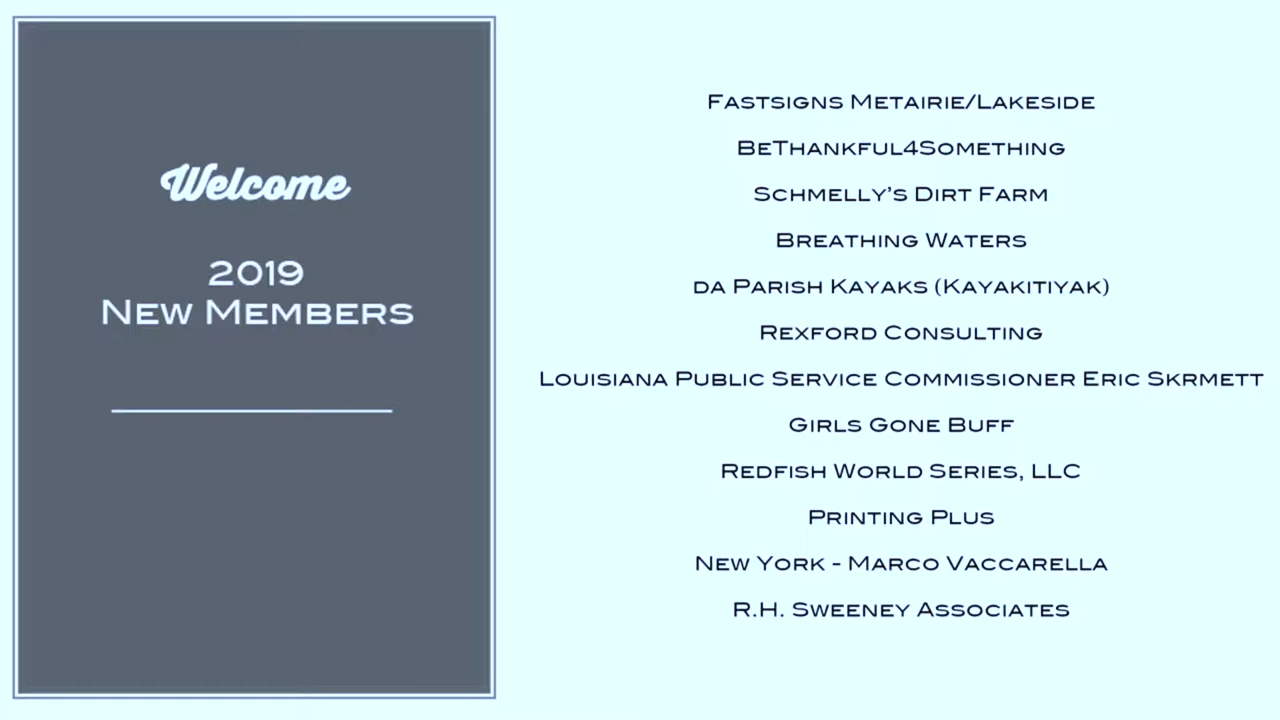 Welcome
2019
New Members
Fastsigns Metairie/Lakeside
BeThankful4Something
Schmelly's Dirt Farm
Breathing Waters
da Parish Kayaks (Kayakitiyak)
Rexford Consulting
Louisiana Public Service Commissioner Eric Skrmett
Girls Gone Buff
Redfish World Series, LLC
Printing Plus
New York - Marco Vaccarella
R.H. Sweeney Associates